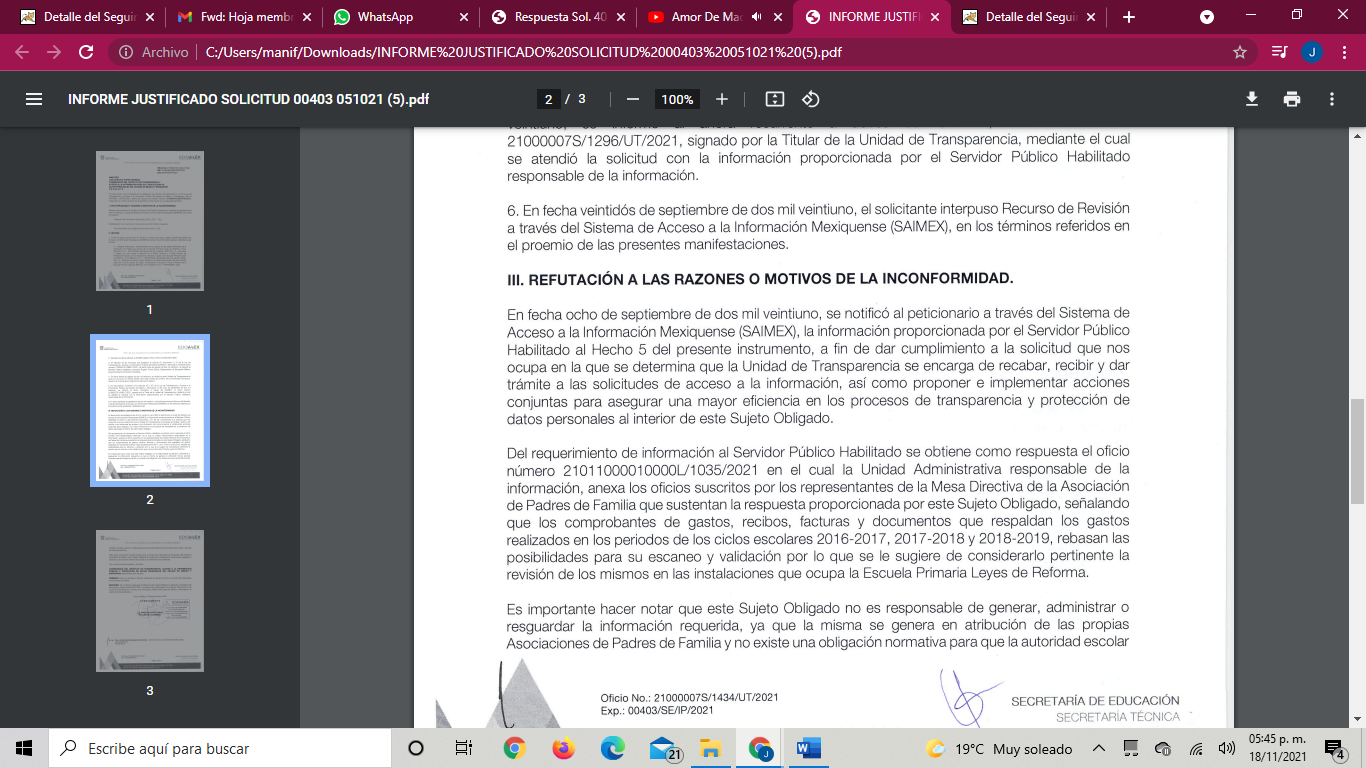 Detalle del Segui
Fwd: Hoja membr
WhatsApp
Respuesta Sol. 40
Amor De Mad
INFORME JUSTIFI
Detalle del Segui
Archivo
C:/Users/manif/Downloads/INFORME%20JUSTIFICADO%20SOLICITUD%2000403%20051021%20(5).pdf
J
INFORME JUSTIFICADO SOLICITUD 00403 051021 (5).pdf
2 / 3
100%
1
2
3
21000007S/1296/UT/2021, signado por la Titular de la Unidad de Transparencia, mediante el cual
se atendió la solicitud con la información proporcionada por el Servidor Público Habilitado
responsable de la información.
6. En fecha veintidós de septiembre de dos mil veintiuno, el solicitante interpuso Recurso de Revisión
a través del Sistema de Acceso a la Información Mexiquense (SAIMEX), en los términos referidos en
el proemio de las presentes manifestaciones.
III. REFUTACIÓN A LAS RAZONES O MOTIVOS DE LA INCONFORMIDAD.
En fecha ocho de septiembre de dos mil veintiuno, se notificó al peticionario a través del Sistema de
Acceso a la Información Mexiquense (SAIMEX), la información proporcionada por el Servidor Público
Habilitado al Hecho 5 del presente instrumento, a fin de dar cumplimiento a la solicitud que nos
ocupa en la que se determina que la Unidad de Transparencia se encarga de recabar, recibir y dar
trámite a las solicitudes de acceso a la información, así como proponer e implementar acciones
conjuntas para asegurar una mayor eficiencia en los procesos de transparencia y protección de
datos personales al interior de este Sujeto Obligado.
Del requerimiento de información al Servidor Público Habilitado se obtiene como respuesta el oficio
número 21011000010000L/1035/2021 en el cual la Unidad Administrativa responsable de la
información, anexa los oficios suscritos por los representantes de la Mesa Directiva de la Asociación
de Padres de Familia que sustentan la respuesta proporcionada por este Sujeto Obligado, señalando
que los comprobantes de gastos, recibos, facturas y documentos que respaldan los gastos
realizados en los periodos de los ciclos escolares 2016-2017, 2017-2018 y 2018-2019, rebasan las
posibilidades para su escaneo y validación por lo que se le sugiere de considerarlo pertinente la
revisión de los mismos en las instalaciones que ocupa la Escuela Primaria Leyes de Reforma.
Es importante hacer notar que este Sujeto Obligado no es responsable de generar, administrar o
resguardar la información requerida, ya que la misma se genera en atribución de las propias
Asociaciones de Padres de Familia y no existe una obligación normativa para que la autoridad escolar
Oficio No.: 21000007S/1434/UT/2021
Exp.: 00403/SE/IP/2021
SECRETARÍA DE EDUCACIÓN
SECRETARÍA TÉCNICA
Escribe aquí para buscar
21
19°C Muy soleado
05:45 p. m.
18/11/2021
4